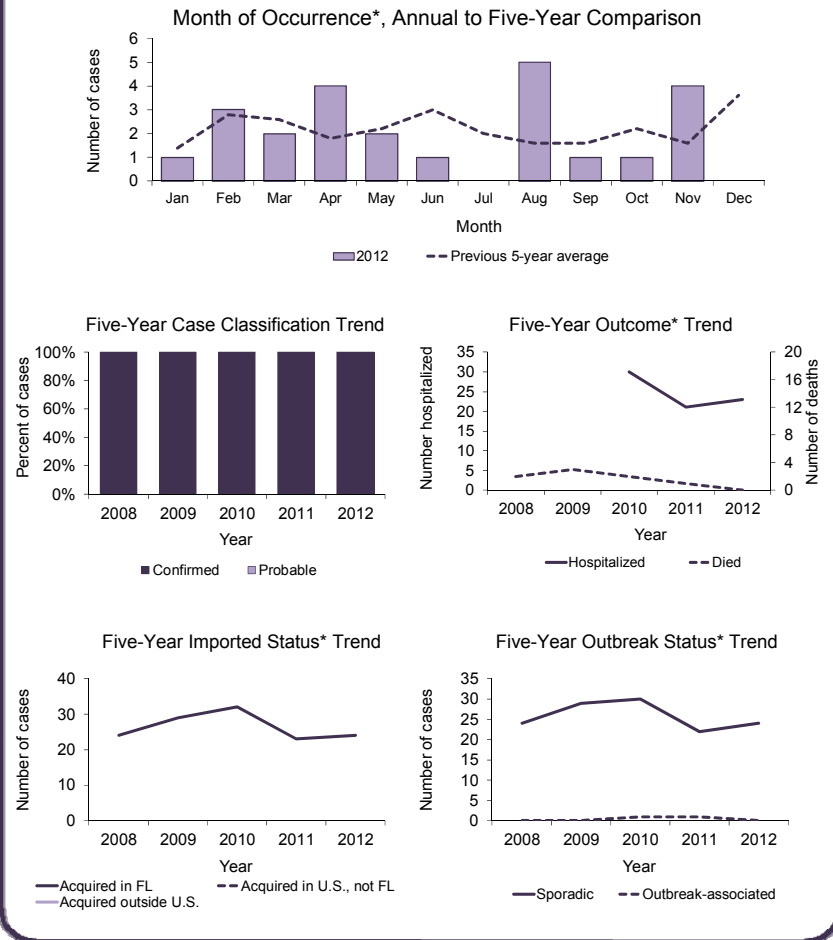 Month of Occurrence*, Annual to Five-Year Comparison
Number of cases
6
5
4
3
2
1
0
Jan Feb Mar Apr May Jun Jul Aug Sep Oct Nov Dec
Month
2012 Previous 5-year average
Five-Year Case Classification Trend
Percent of cases
100%
80%
60%
40%
20%
0%
2008 2009 2010 2011 2012
Year
Confirmed Probable
Five-Year Outcome* Trend
Number hospitalized
35
30
25
20
15
10
5
0
20
16
12
8
4
0
Number of deaths
2008 2009 2010 2011 2012
Year
Hospitalized Died
Five-Year Imported Status* Trend
Number of cases
40
30
20
10
0
2008 2009 2010 2011 2012
Year
Acquired in FL Acquired in U.S., not FL
Acquired outside U.S.
Five-Year Outbreak Status* Trend
Number of cases
35
30
25
20
15
10
5
0
2008 2009 2010 2011 2012
Year
Sporadic Outbreak-associated